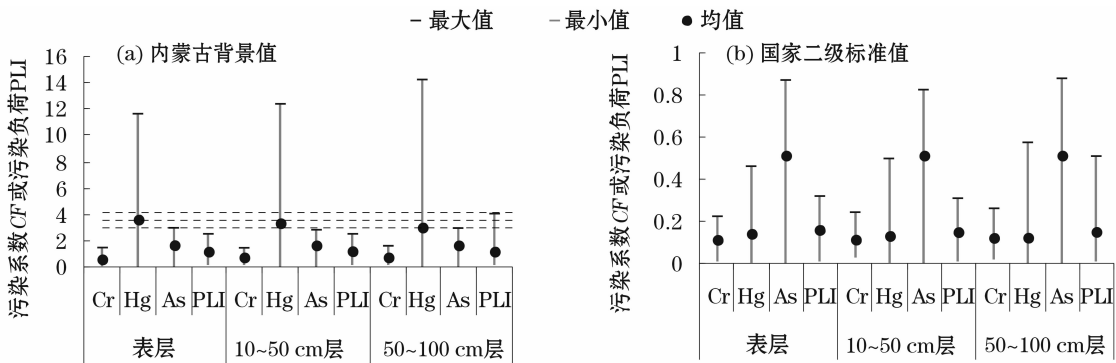 最大值 最小值 均值
(a) 内蒙古背景值
污染系数CF或污染负荷PLI
16
14
12
10
8
6
4
2
0
Cr Hg As PLI Cr Hg As PLI Cr Hg As PLI
表层 10~50 cm层 50~100 cm层
(b) 国家二级标准值
污染系数CF或污染负荷PLI
1
0.8
0.6
0.4
0.2
0
Cr Hg As PLI Cr Hg As PLI Cr Hg As PLI
表层 10~50 cm层 50~100 cm层